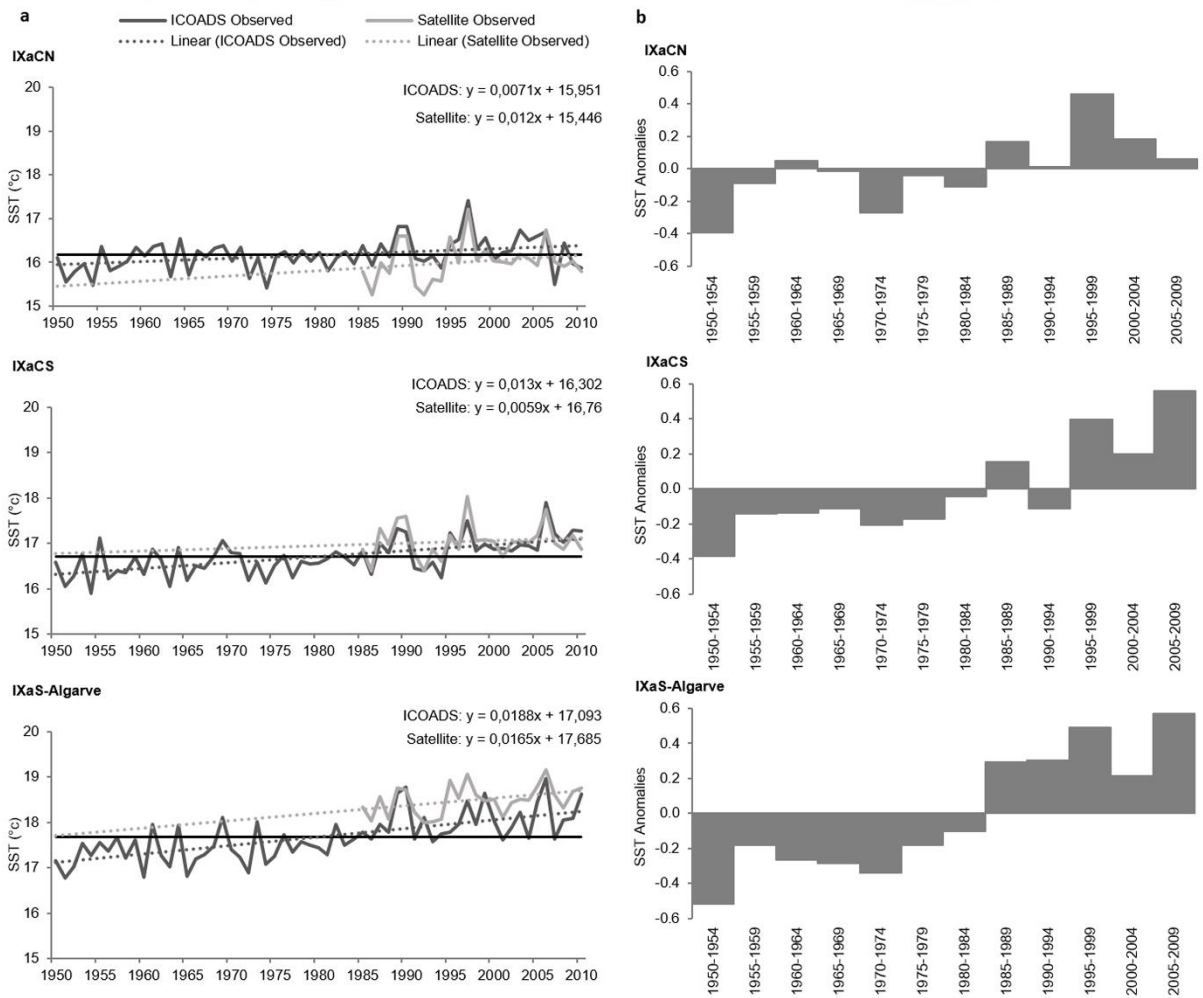 a
ICOADS Observed
Satellite Observed
Linear (ICOADS Observed)
Linear (Satellite Observed)
IXaCN
ICOADS: y = 0,0071x + 15,951
Satellite: y = 0,012x + 15,446
SST (°c)
20
19
18
17
16
15
1950 1955 1960 1965 1970 1975 1980 1985 1990 1995 2000 2005 2010
IXaCS
ICOADS: y = 0,013x + 16,302
Satellite: y = 0,0059x + 16,76
SST (°c)
20
19
18
17
16
15
1950 1955 1960 1965 1970 1975 1980 1985 1990 1995 2000 2005 2010
IXaS-Algarve
ICOADS: y = 0,0188x + 17,093
Satellite: y = 0,0165x + 17,685
SST (°c)
20
19
18
17
16
15
1950 1955 1960 1965 1970 1975 1980 1985 1990 1995 2000 2005 2010
b
IXaCN
SST Anomalies
0.6
0.4
0.2
0.0
-0.2
-0.4
-0.6
1950-1954
1955-1959
1960-1964
1965-1969
1970-1974
1975-1979
1980-1984
1985-1989
1990-1994
1995-1999
2000-2004
2005-2009
IXaCS
SST Anomalies
0.6
0.4
0.2
0.0
-0.2
-0.4
-0.6
1950-1954
1955-1959
1960-1964
1965-1969
1970-1974
1975-1979
1980-1984
1985-1989
1990-1994
1995-1999
2000-2004
2005-2009
IXaS-Algarve
SST Anomalies
0.6
0.4
0.2
0.0
-0.2
-0.4
-0.6
1950-1954
1955-1959
1960-1964
1965-1969
1970-1974
1975-1979
1980-1984
1985-1989
1990-1994
1995-1999
2000-2004
2005-2009